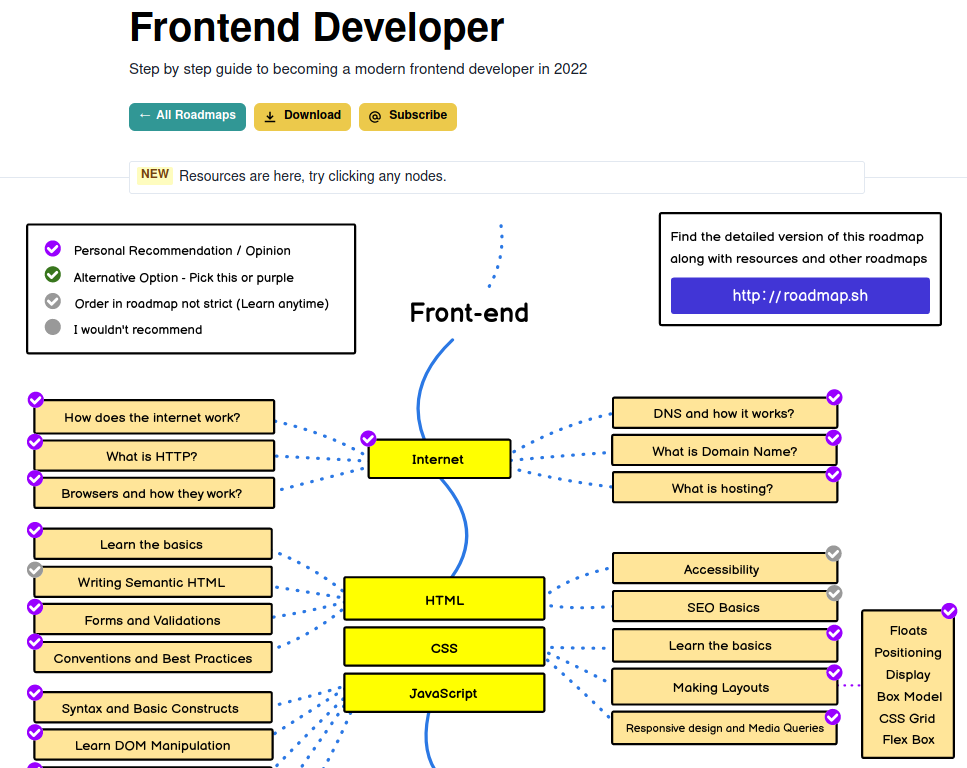 Frontend Developer
Step by step guide to becoming a modern frontend developer in 2022
← All Roadmaps
Download
Subscribe
NEW Resources are here, try clicking any nodes.
Personal Recommendation / Opinion
Alternative Option - Pick this or purple
Order in roadmap not strict (Learn anytime)
I wouldn't recommend
Find the detailed version of this roadmap
along with resources and other roadmaps
http://roadmap.sh
Front-end
How does the internet work?
What is HTTP?
Browsers and how they work?
Internet
DNS and how it works?
What is Domain Name?
What is hosting?
Learn the basics
Writing Semantic HTML
Forms and Validations
Conventions and Best Practices
HTML
Accessibility
SEO Basics
CSS
Learn the basics
Making Layouts
Responsive design and Media Queries
Floats
Positioning
Display
Box Model
CSS Grid
Flex Box
JavaScript
Syntax and Basic Constructs
Learn DOM Manipulation